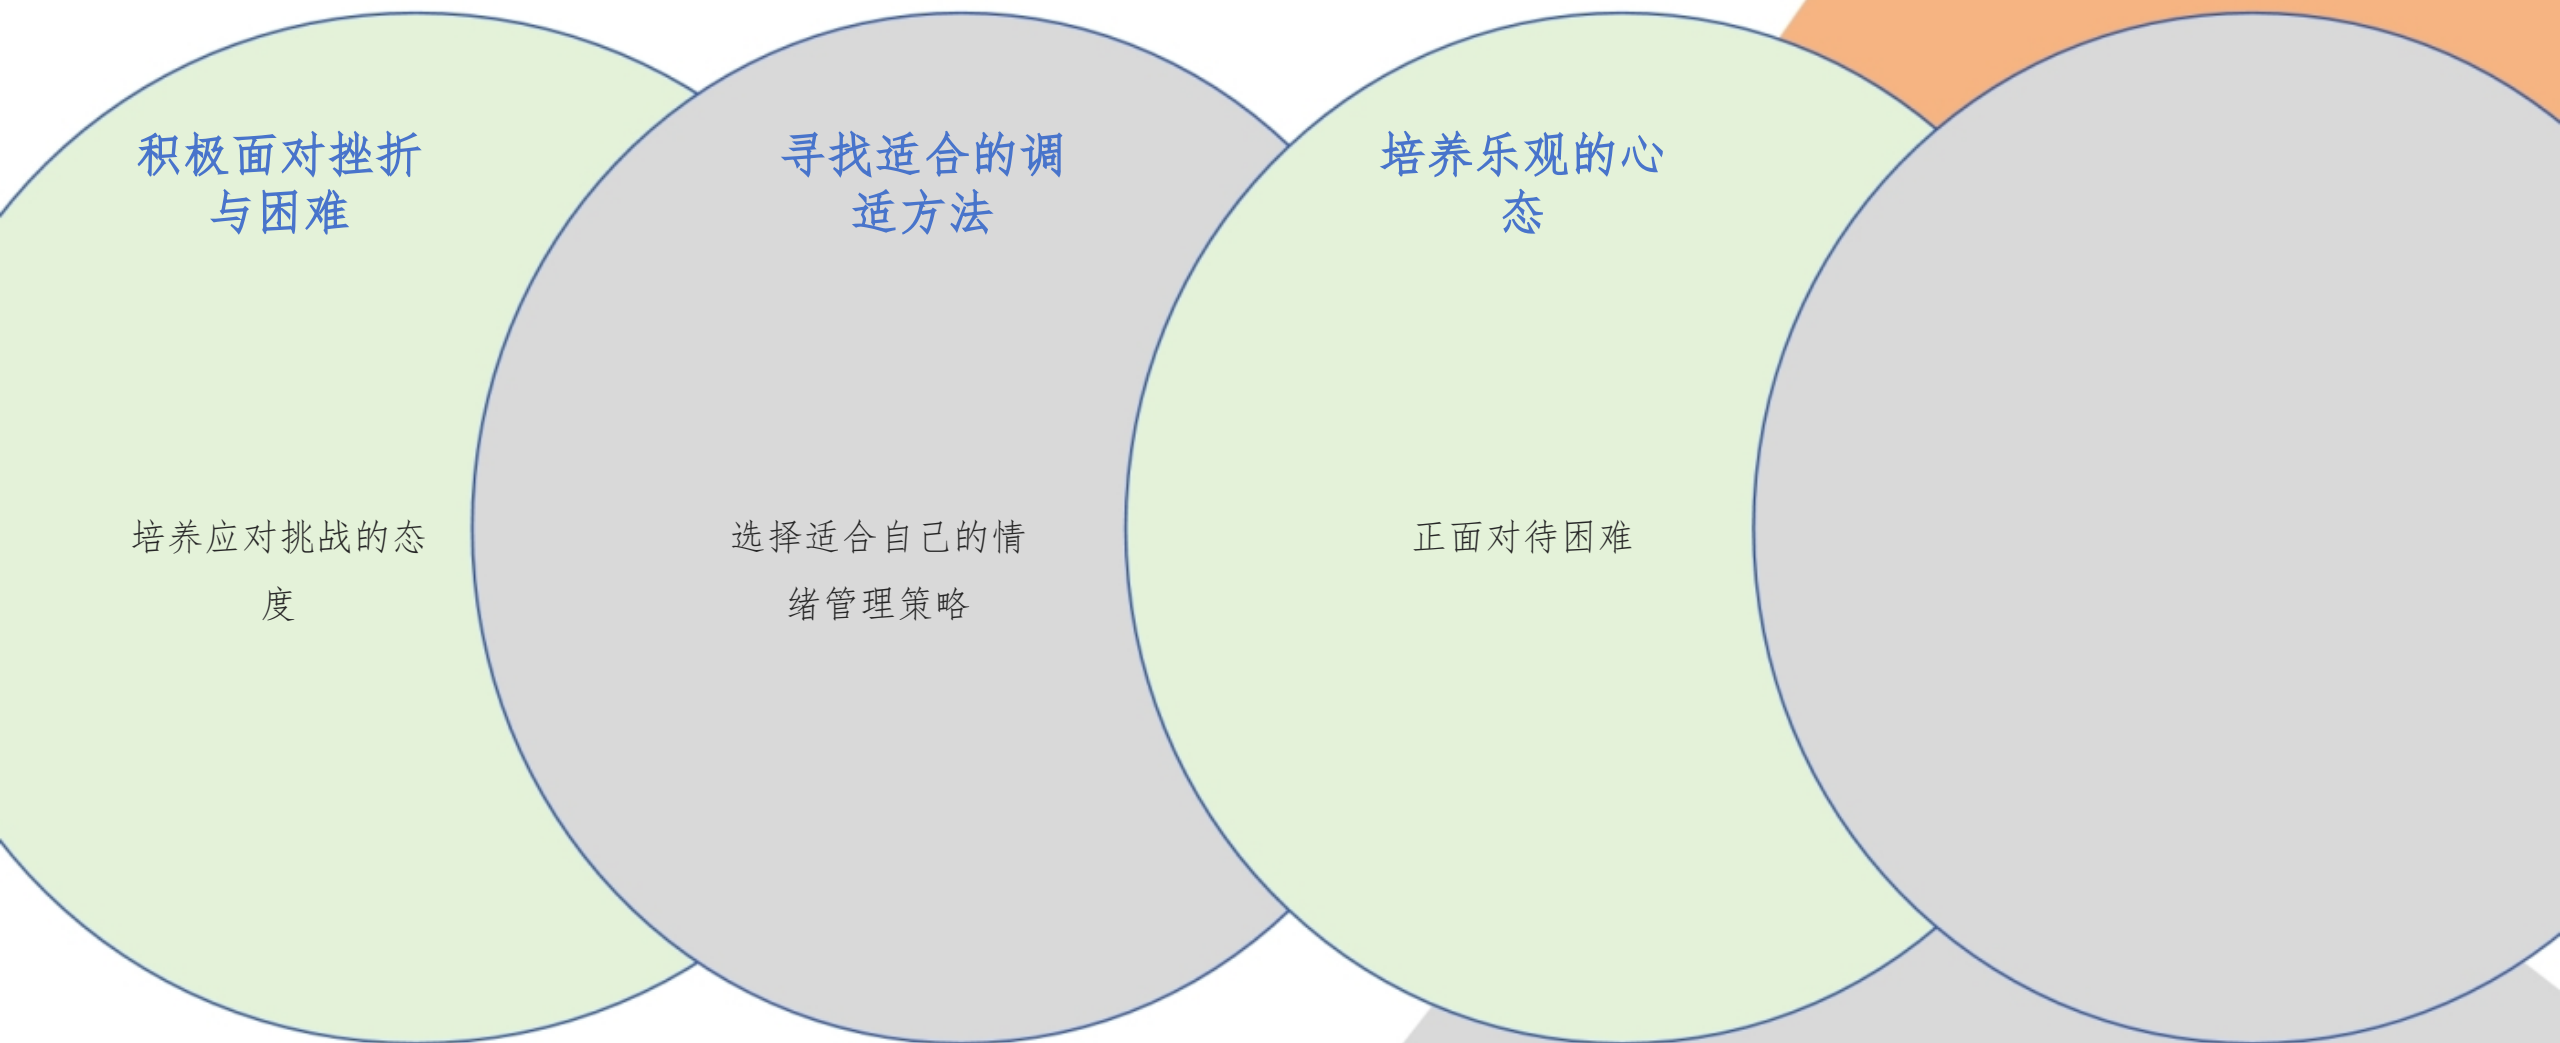 积极面对挫折
与困难
培养应对挑战的态
度
寻找适合的调
适方法
选择适合自己的情
绪管理策略
培养乐观的心
态
正面对待困难